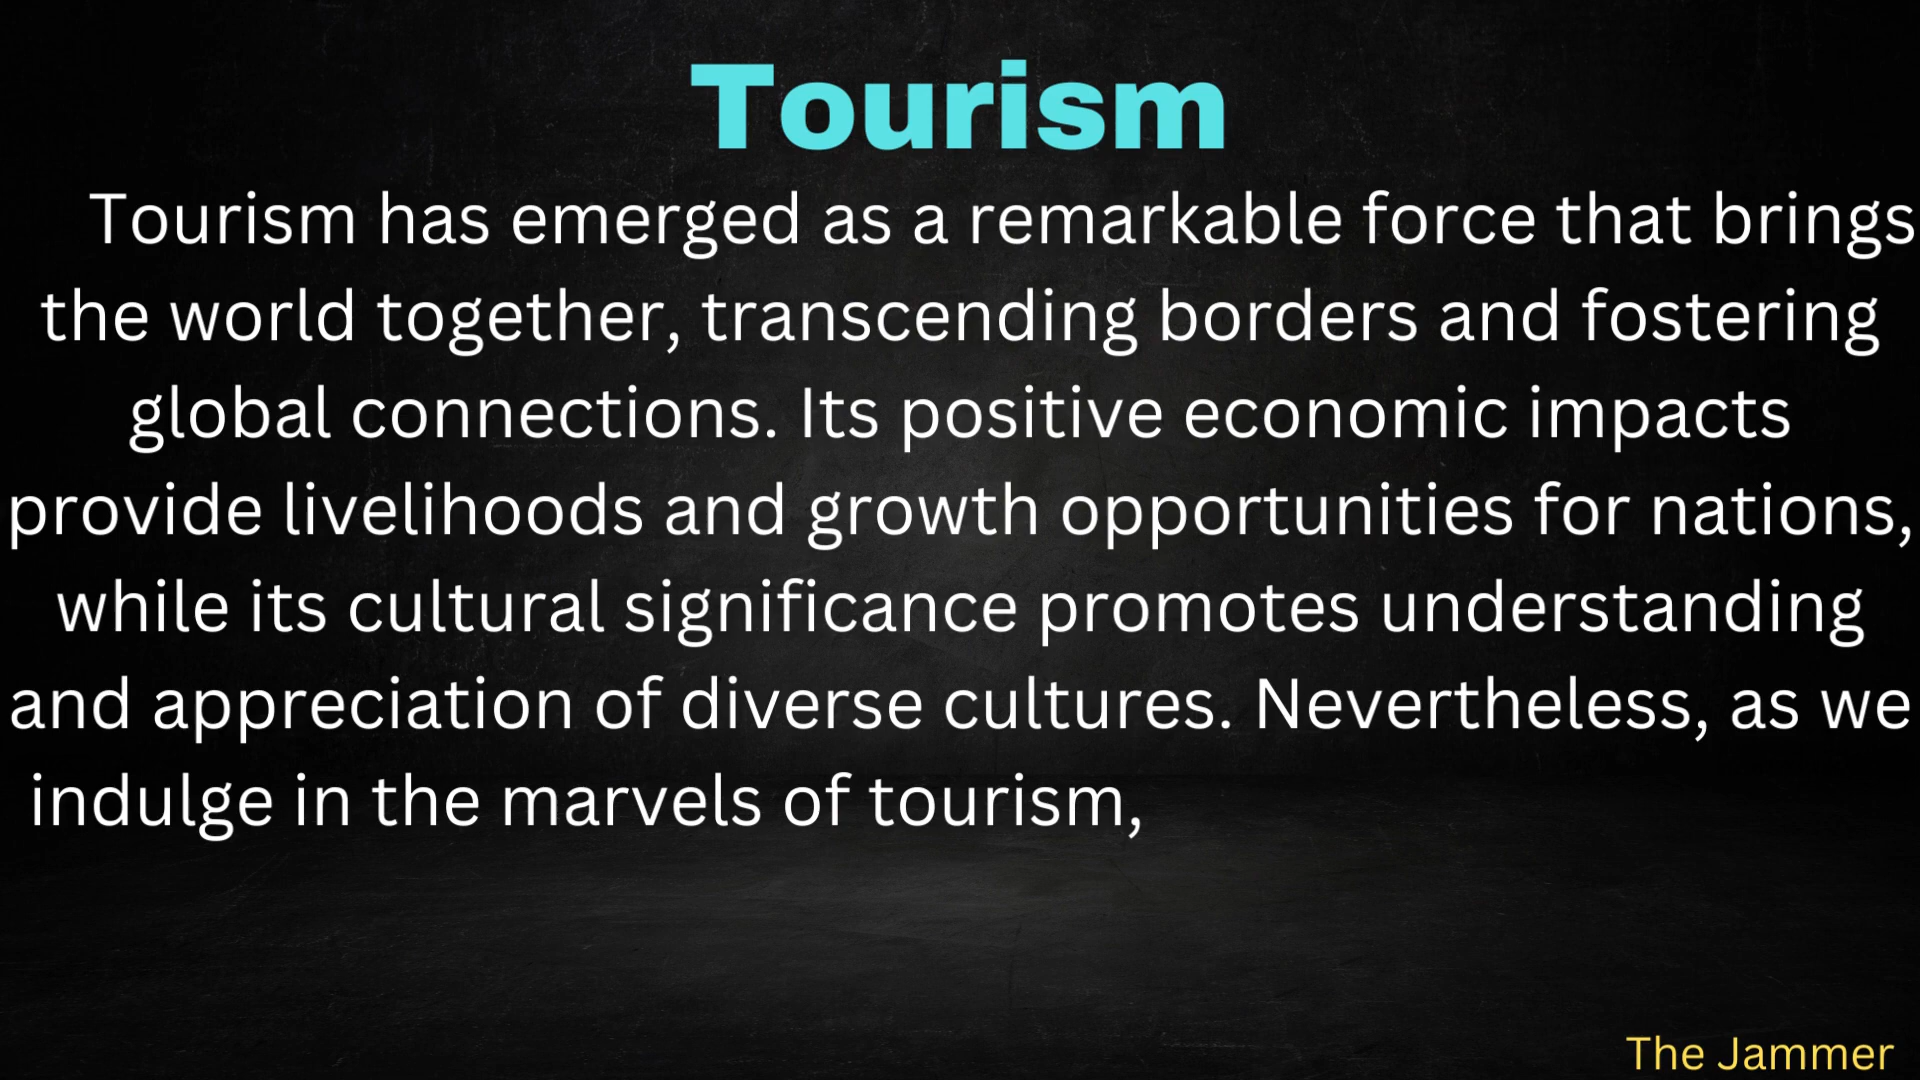 Tourism
Tourism has emerged as a remarkable force that brings
the world together, transcending borders and fostering
global connections. Its positive economic impacts
provide livelihoods and growth opportunities for nations,
while its cultural significance promotes understanding
and appreciation of diverse cultures. Nevertheless, as we
indulge in the marvels of tourism,
The Jammer